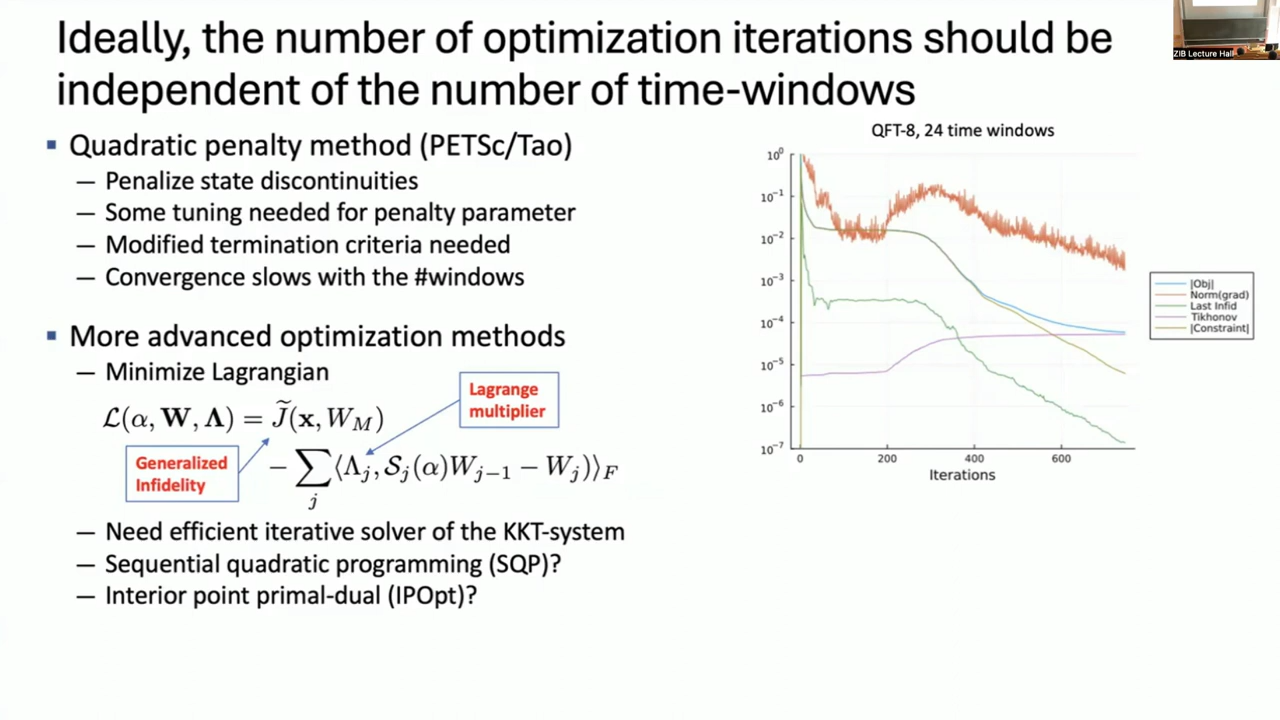 Ideally, the number of optimization iterations should be
independent of the number of time-windows
ZIB Lecture Hall
▪ Quadratic penalty method (PETSc/Tao)
— Penalize state discontinuities
— Some tuning needed for penalty parameter
— Modified termination criteria needed
— Convergence slows with the #windows
▪ More advanced optimization methods
— Minimize Lagrangian
Lagrange
multiplier
ℒ(α, W, Λ) = J̃(x, W_M)
Generalized
Infidelity
− ∑_j ⟨Λ_j, 𝒮_j(α)W_{j−1} − W_j)⟩_F
— Need efficient iterative solver of the KKT-system
— Sequential quadratic programming (SQP)?
— Interior point primal-dual (IPOpt)?
QFT-8, 24 time windows
10^0
10^-1
10^-2
10^-3
10^-4
10^-5
10^-6
10^-7
0 200 400 600
Iterations
|Obj|
Norm(grad)
Last Infid
Tikhonov
|Constraint|